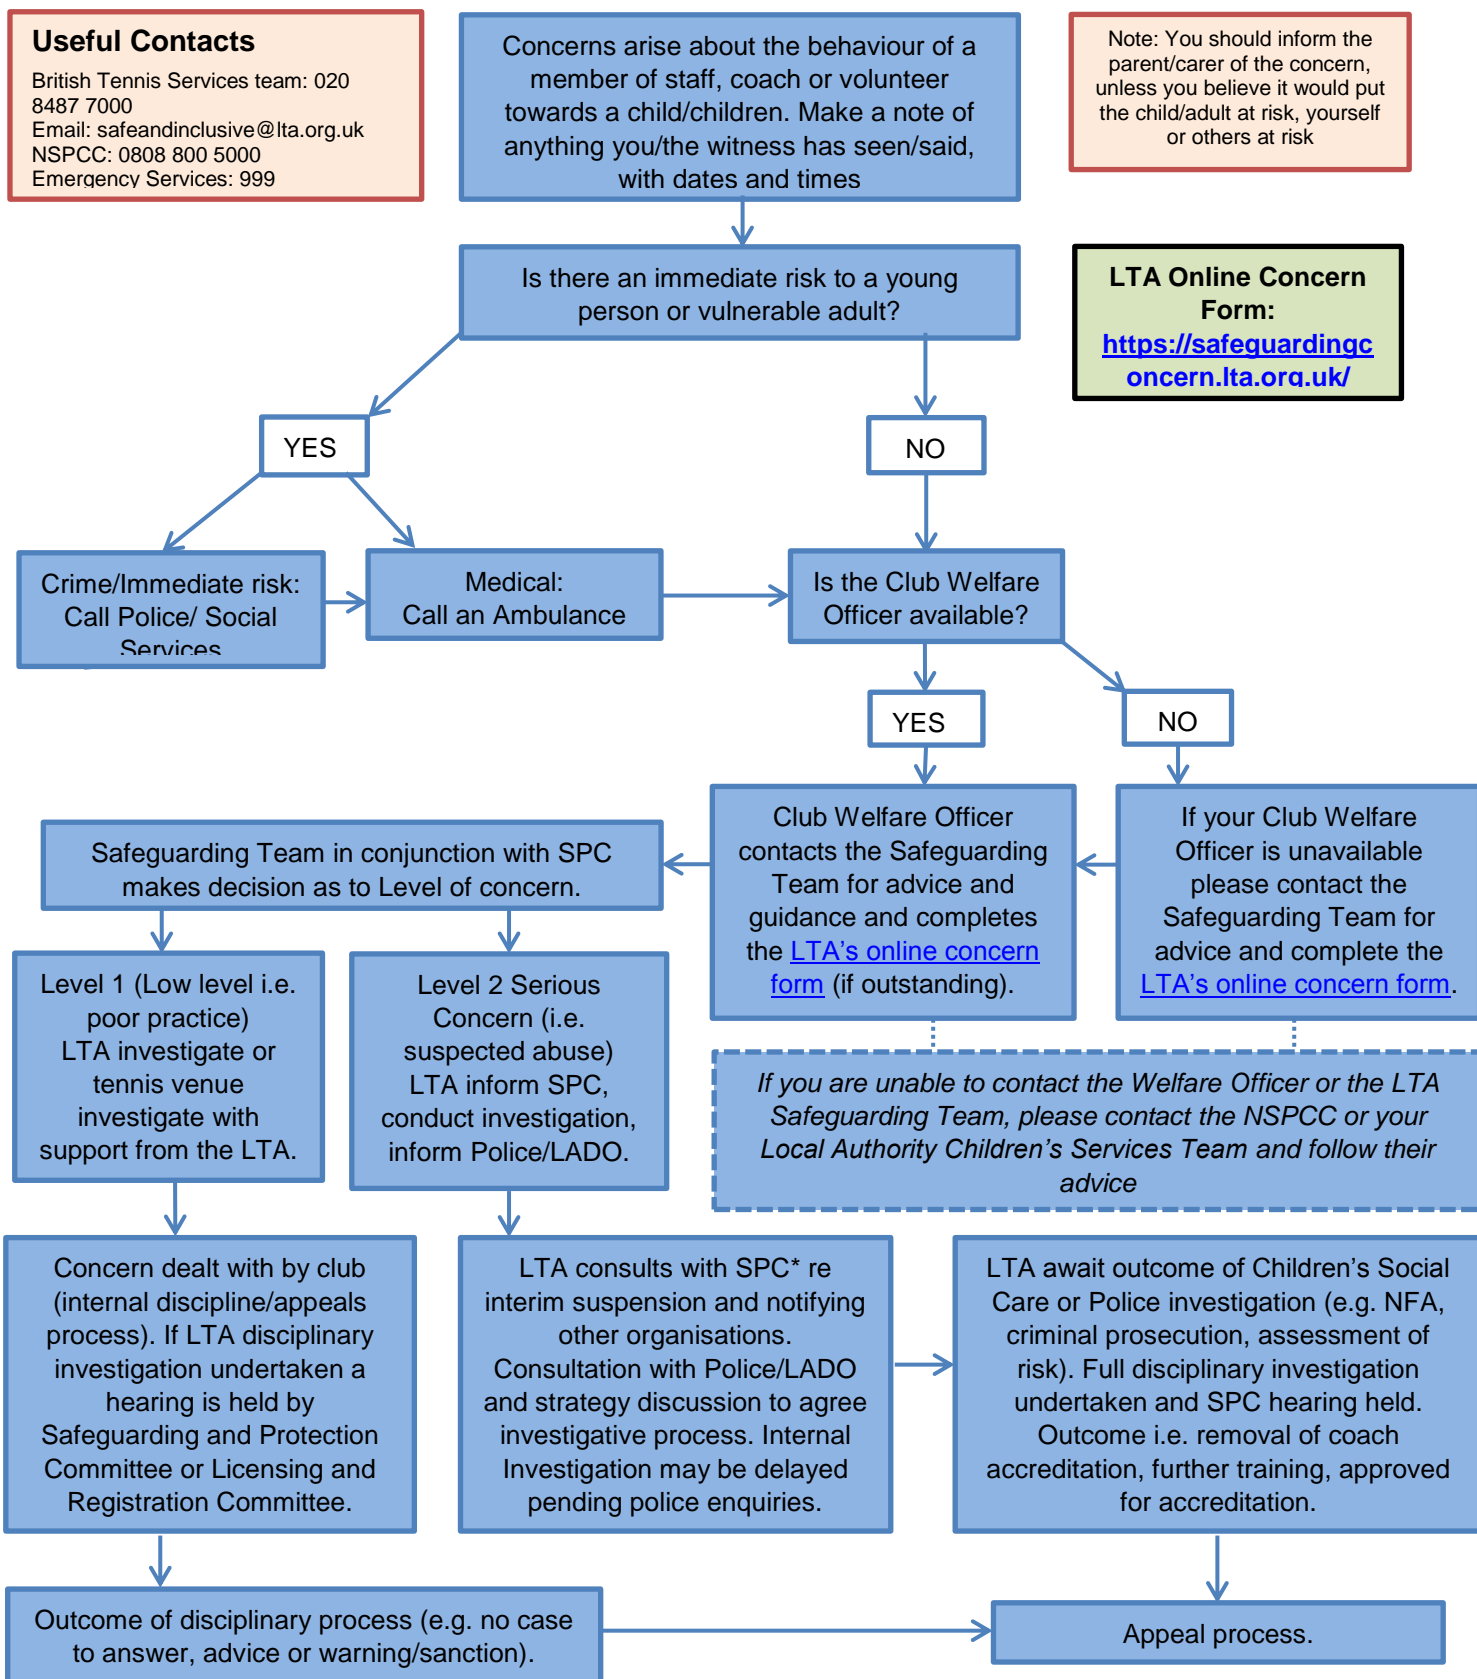 Useful Contacts
British Tennis Services team: 020
8487 7000
Email: safeandinclusive@lta.org.uk
NSPCC: 0808 800 5000
Emergency Services: 999
Concerns arise about the behaviour of a
member of staff, coach or volunteer
towards a child/children. Make a note of
anything you/the witness has seen/said,
with dates and times
Note: You should inform the
parent/carer of the concern,
unless you believe it would put
the child/adult at risk, yourself
or others at risk
Is there an immediate risk to a young
person or vulnerable adult?
LTA Online Concern
Form:
https://safeguardingc
oncern.lta.org.uk/
YES
NO
Crime/Immediate risk:
Call Police/ Social
Services
Medical:
Call an Ambulance
Is the Club Welfare
Officer available?
YES
NO
Safeguarding Team in conjunction with SPC
makes decision as to Level of concern.
Club Welfare Officer
contacts the Safeguarding
Team for advice and
guidance and completes
the LTA's online concern
form (if outstanding).
If your Club Welfare
Officer is unavailable
please contact the
Safeguarding Team for
advice and complete the
LTA's online concern form.
Level 1 (Low level i.e.
poor practice)
LTA investigate or
tennis venue
investigate with
support from the LTA.
Level 2 Serious
Concern (i.e.
suspected abuse)
LTA inform SPC,
conduct investigation,
inform Police/LADO.
If you are unable to contact the Welfare Officer or the LTA
Safeguarding Team, please contact the NSPCC or your
Local Authority Children's Services Team and follow their
advice
Concern dealt with by club
(internal discipline/appeals
process). If LTA disciplinary
investigation undertaken a
hearing is held by
Safeguarding and Protection
Committee or Licensing and
Registration Committee.
LTA consults with SPC* re
interim suspension and notifying
other organisations.
Consultation with Police/LADO
and strategy discussion to agree
investigative process. Internal
Investigation may be delayed
pending police enquiries.
LTA await outcome of Children's Social
Care or Police investigation (e.g. NFA,
criminal prosecution, assessment of
risk). Full disciplinary investigation
undertaken and SPC hearing held.
Outcome i.e. removal of coach
accreditation, further training, approved
for accreditation.
Outcome of disciplinary process (e.g. no case
to answer, advice or warning/sanction).
Appeal process.